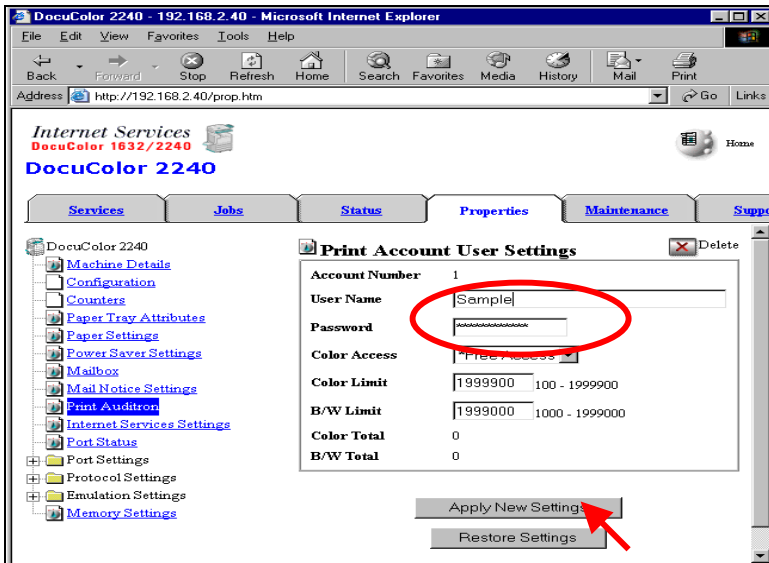 DocuColor 2240 - 192.168.2.40 - Microsoft Internet Explorer
File Edit View Favorites Tools Help
Back Forward Stop Refresh Home Search Favorites Media History Mail Print
Address http://192.168.2.40/prop.htm Go Links
Internet Services
DocuColor 1632/2240
Home
DocuColor 2240
Services Jobs Status Properties Maintenance Suppo
DocuColor 2240
Machine Details
Configuration
Counters
Paper Tray Attributes
Paper Settings
Power Saver Settings
Mailbox
Mail Notice Settings
Print Auditron
Internet Services Settings
Port Status
Port Settings
Protocol Settings
Emulation Settings
Memory Settings
Print Account User Settings
Delete
Account Number 1
User Name Sample
Password ************
Color Access *Free Access
Color Limit 1999900 100 - 1999900
B/W Limit 1999000 1000 - 1999000
Color Total 0
B/W Total 0
Apply New Settings
Restore Settings